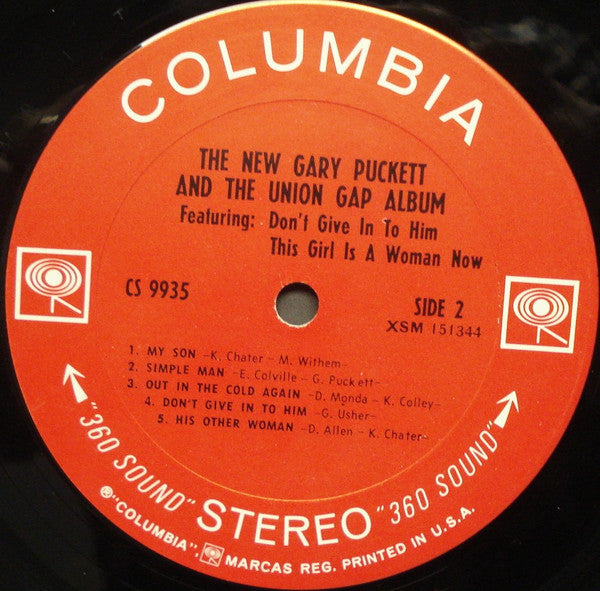 COLUMBIA
THE NEW GARY PUCKETT
AND THE UNION GAP ALBUM
Featuring: Don't Give In To Him
This Girl Is A Woman Now
CS 9935
SIDE 2
XSM 151344
1. MY SON –K. Chater – M. Withem–
2. SIMPLE MAN –E. Colville – G. Puckett–
3. OUT IN THE COLD AGAIN –D. Monda – K. Colley–
4. DON'T GIVE IN TO HIM –G. Usher–
5. HIS OTHER WOMAN –D. Allen – K. Chater–
"360 SOUND" STEREO "360 SOUND"
®"COLUMBIA", MARCAS REG. PRINTED IN U.S.A.